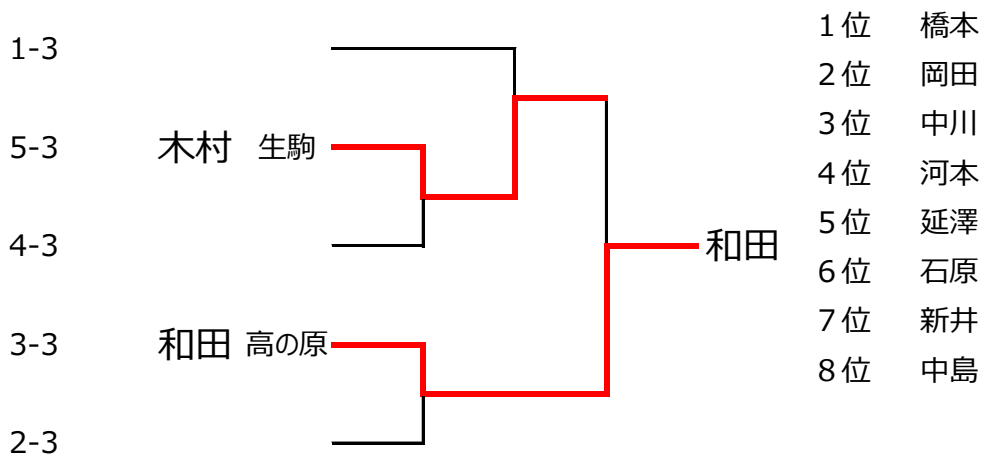 1-3
5-3 木村 生駒
4-3
3-3 和田 高の原
2-3
和田
1位 橋本
2位 岡田
3位 中川
4位 河本
5位 延澤
6位 石原
7位 新井
8位 中島